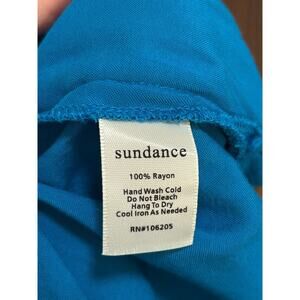 sundance
100% Rayon
Hand Wash Cold
Do Not Bleach
Hang To Dry
Cool Iron As Needed
RN#106205